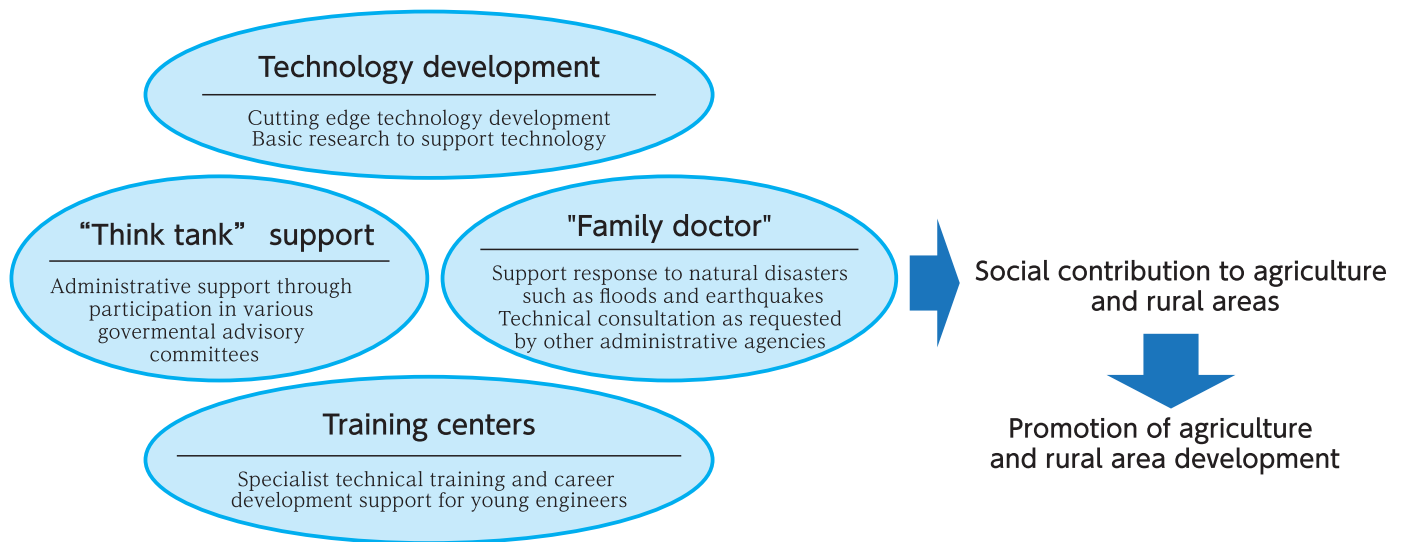 Technology development
Cutting edge technology development
Basic research to support technology
“Think tank” support
Administrative support through
participation in various
govermental advisory
committees
"Family doctor"
Support response to natural disasters
such as floods and earthquakes
Technical consultation as requested
by other administrative agencies
Training centers
Specialist technical training and career
development support for young engineers
Social contribution to agriculture
and rural areas
Promotion of agriculture
and rural area development